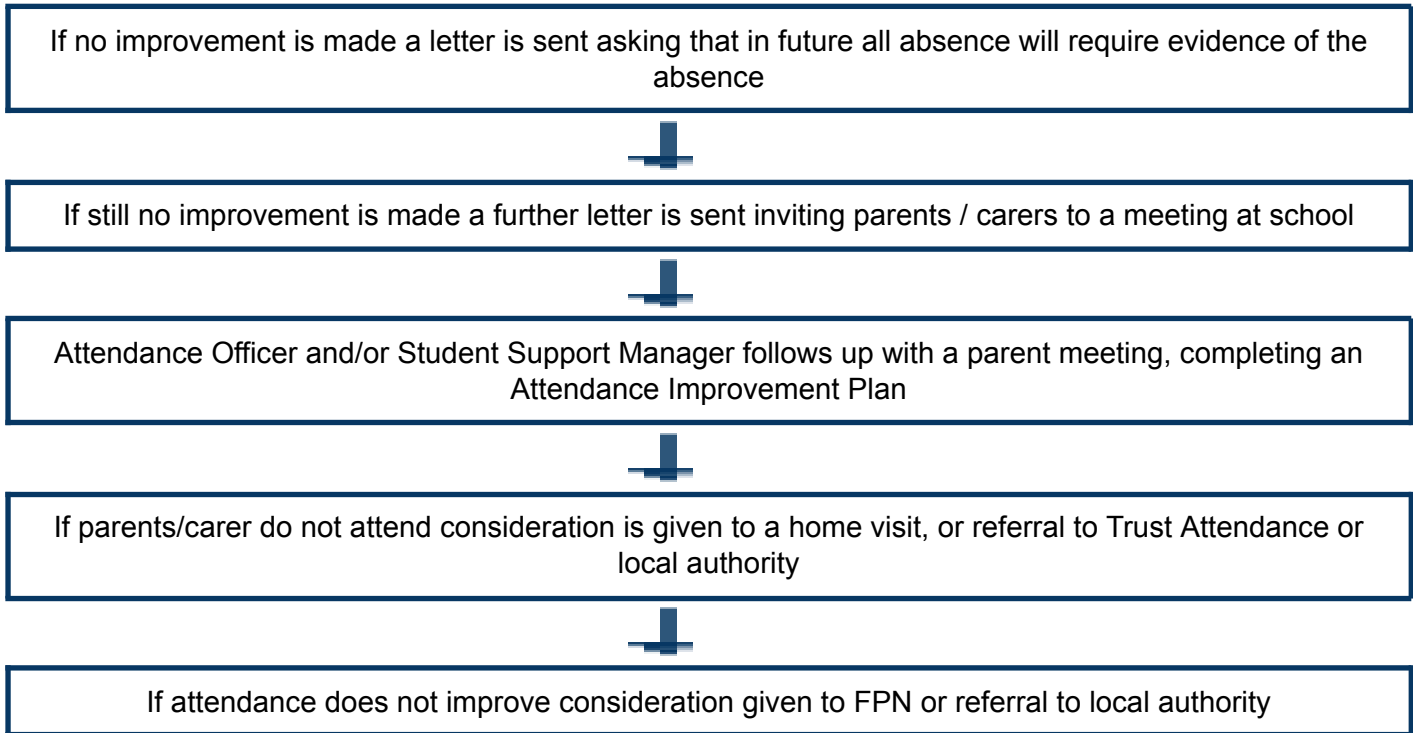 If no improvement is made a letter is sent asking that in future all absence will require evidence of the
absence
If still no improvement is made a further letter is sent inviting parents / carers to a meeting at school
Attendance Officer and/or Student Support Manager follows up with a parent meeting, completing an
Attendance Improvement Plan
If parents/carer do not attend consideration is given to a home visit, or referral to Trust Attendance or
local authority
If attendance does not improve consideration given to FPN or referral to local authority